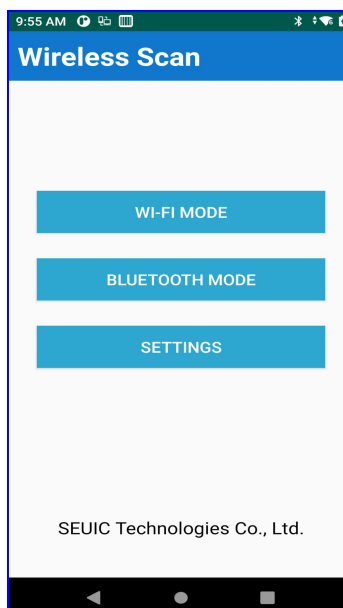 9:55 AM
Wireless Scan
WI-FI MODE
BLUETOOTH MODE
SETTINGS
SEUIC Technologies Co., Ltd.